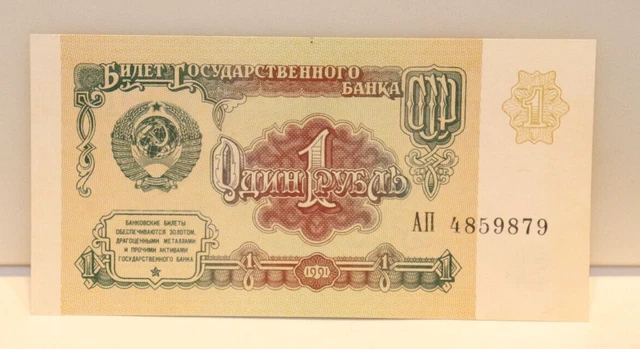 Билет Государственного
банка
СССР
1
Один рубль
1
АП 4859879
БАНКОВСКИЕ БИЛЕТЫ
ОБЕСПЕЧИВАЮТСЯ ЗОЛОТОМ,
ДРАГОЦЕННЫМИ МЕТАЛЛАМИ
И ПРОЧИМИ АКТИВАМИ
ГОСУДАРСТВЕННОГО БАНКА
1
1
1991
1
1